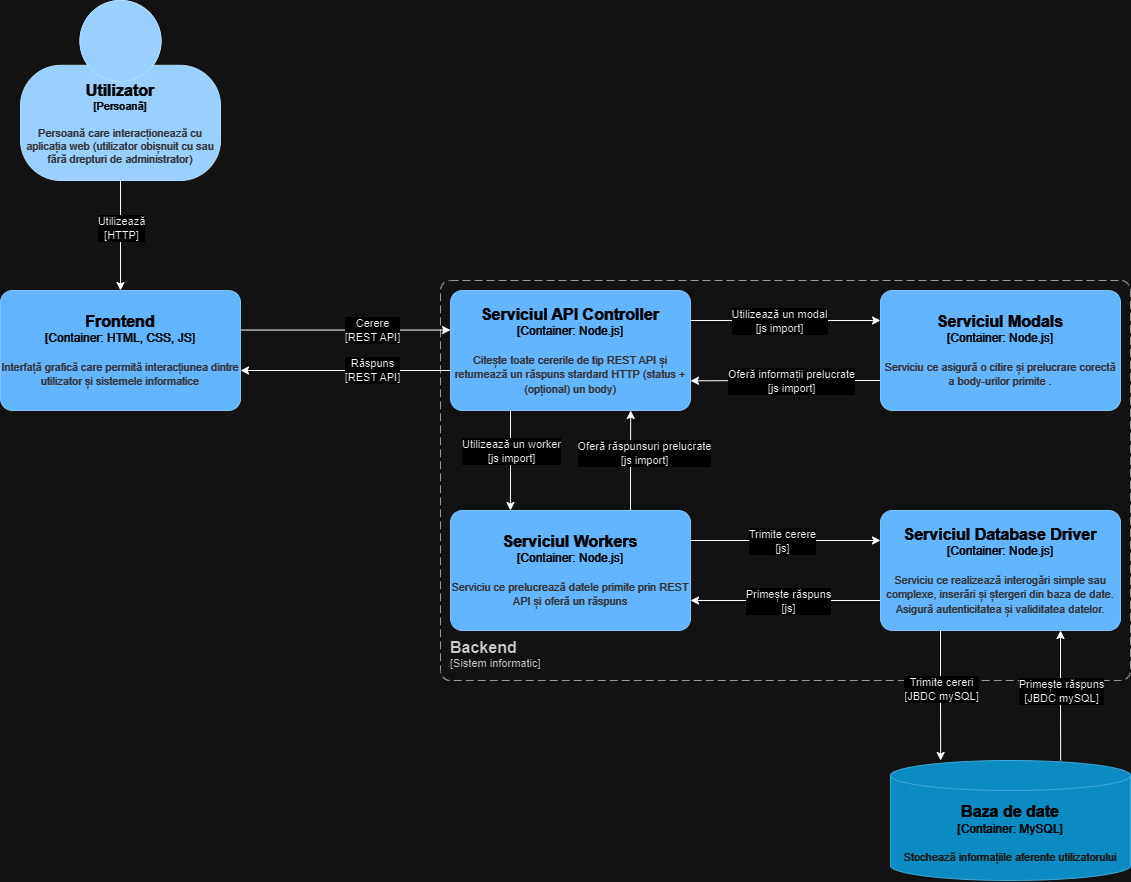 Utilizator
[Persoană]
Persoană care interacționează cu
aplicația web (utilizator obișnuit cu sau
fără drepturi de administrator)
Utilizează
[HTTP]
Frontend
[Container: HTML, CSS, JS]
Interfață grafică care permită interacțiunea dintre
utilizator și sistemele informatice
Cerere
[REST API]
Răspuns
[REST API]
Serviciul API Controller
[Container: Node.js]
Citește toate cererile de tip REST API și
returnează un răspuns stardard HTTP (status +
(opțional) un body)
Utilizează un modal
[js import]
Oferă informații prelucrate
[js import]
Serviciul Modals
[Container: Node.js]
Serviciu ce asigură o citire și prelucrare corectă
a body-urilor primite .
Utilizează un worker
[js import]
Oferă răspunsuri prelucrate
[js import]
Serviciul Workers
[Container: Node.js]
Serviciu ce prelucrează datele primite prin REST
API și oferă un răspuns
Trimite cerere
[js]
Primește răspuns
[js]
Serviciul Database Driver
[Container: Node.js]
Serviciu ce realizează interogări simple sau
complexe, inserări și ștergeri din baza de date.
Asigură autenticitatea și validitatea datelor.
Backend
[Sistem informatic]
Trimite cereri
[JBDC mySQL]
Primește răspuns
[JBDC mySQL]
Baza de date
[Container: MySQL]
Stochează informațiile aferente utilizatorului